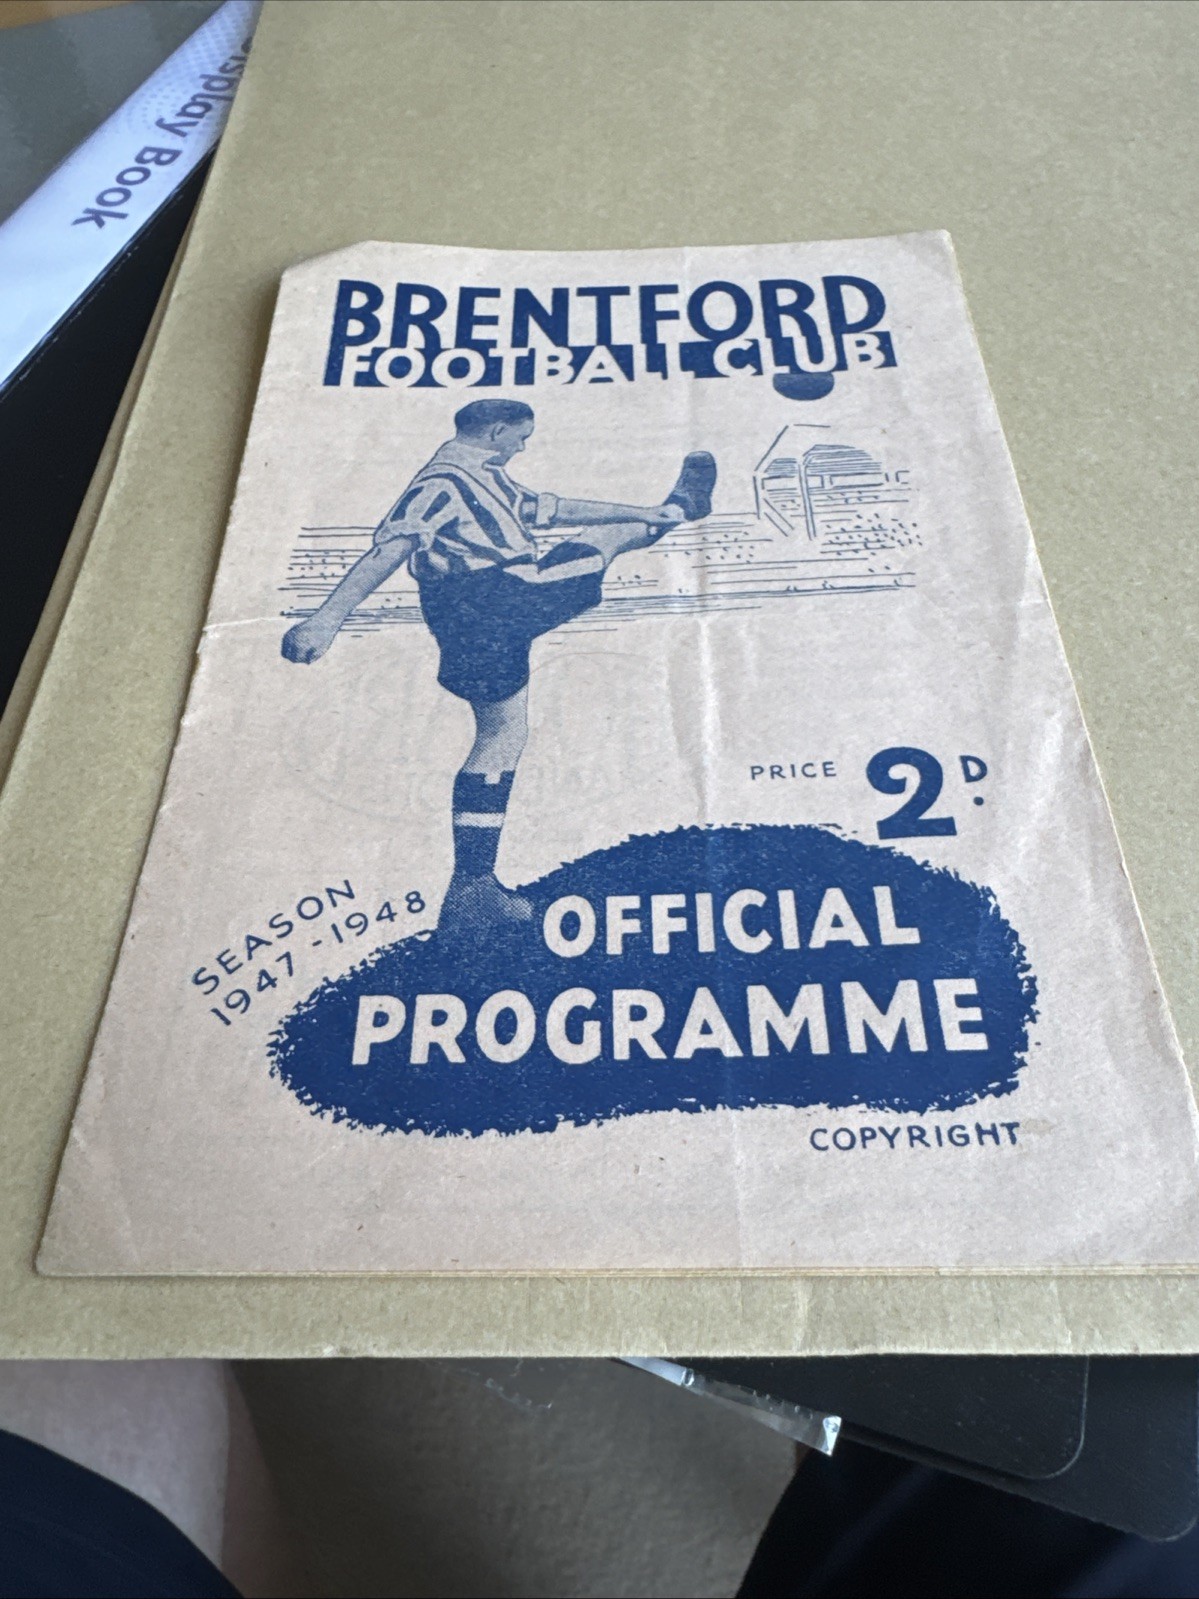 Display Book
BRENTFORD
FOOTBALL CLUB
PRICE 2D.
SEASON
1947-1948
OFFICIAL
PROGRAMME
COPYRIGHT